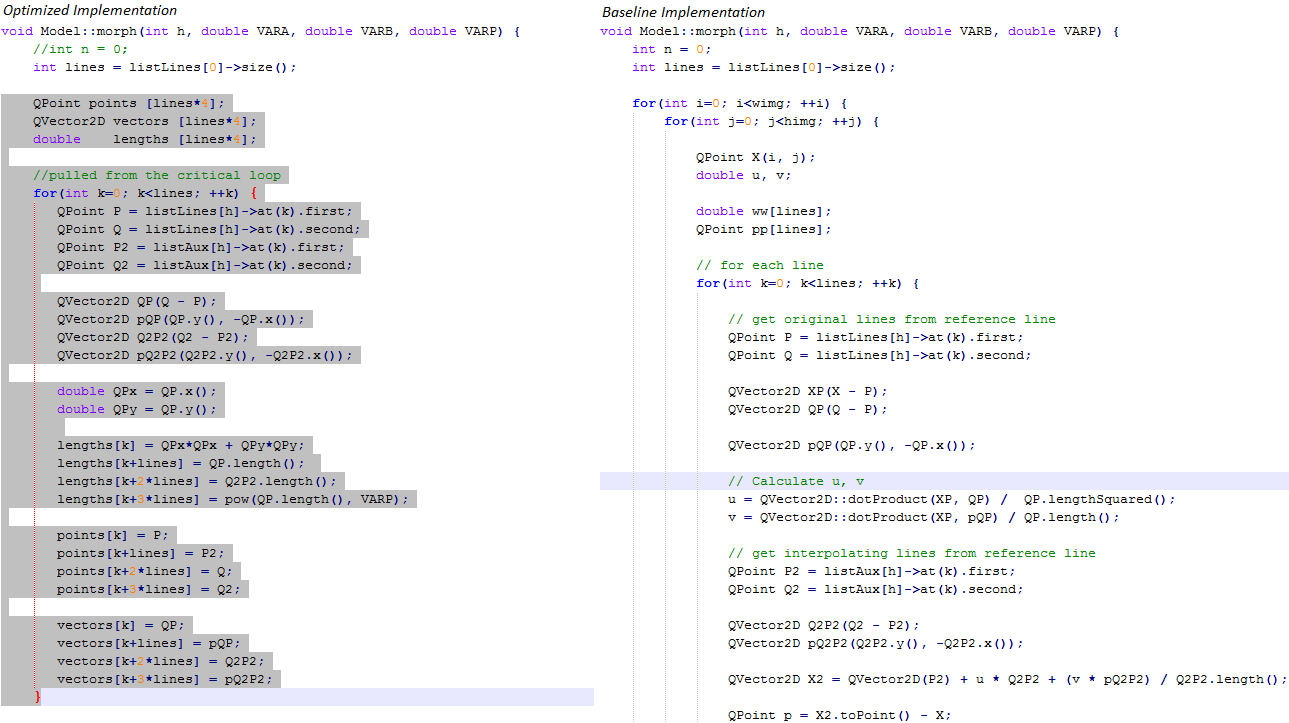 Optimized Implementation
void Model::morph(int h, double VARA, double VARB, double VARP) {
//int n = 0;
int lines = listLines[0]->size();
QPoint points [lines*4];
QVector2D vectors [lines*4];
double lengths [lines*4];
//pulled from the critical loop
for(int k=0; k<lines; ++k) {
QPoint P = listLines[h]->at(k).first;
QPoint Q = listLines[h]->at(k).second;
QPoint P2 = listAux[h]->at(k).first;
QPoint Q2 = listAux[h]->at(k).second;
QVector2D QP(Q - P);
QVector2D pQP(QP.y(), -QP.x());
QVector2D Q2P2(Q2 - P2);
QVector2D pQ2P2(Q2P2.y(), -Q2P2.x());
double QPx = QP.x();
double QPy = QP.y();
lengths[k] = QPx*QPx + QPy*QPy;
lengths[k+lines] = QP.length();
lengths[k+2*lines] = Q2P2.length();
lengths[k+3*lines] = pow(QP.length(), VARP);
points[k] = P;
points[k+lines] = P2;
points[k+2*lines] = Q;
points[k+3*lines] = Q2;
vectors[k] = QP;
vectors[k+lines] = pQP;
vectors[k+2*lines] = Q2P2;
vectors[k+3*lines] = pQ2P2;
}
Baseline Implementation
void Model::morph(int h, double VARA, double VARB, double VARP) {
int n = 0;
int lines = listLines[0]->size();
for(int i=0; i<wimg; ++i) {
for(int j=0; j<himg; ++j) {
QPoint X(i, j);
double u, v;
double ww[lines];
QPoint pp[lines];
// for each line
for(int k=0; k<lines; ++k) {
// get original lines from reference line
QPoint P = listLines[h]->at(k).first;
QPoint Q = listLines[h]->at(k).second;
QVector2D XP(X - P);
QVector2D QP(Q - P);
QVector2D pQP(QP.y(), -QP.x());
// Calculate u, v
u = QVector2D::dotProduct(XP, QP) / QP.lengthSquared();
v = QVector2D::dotProduct(XP, pQP) / QP.length();
// get interpolating lines from reference line
QPoint P2 = listAux[h]->at(k).first;
QPoint Q2 = listAux[h]->at(k).second;
QVector2D Q2P2(Q2 - P2);
QVector2D pQ2P2(Q2P2.y(), -Q2P2.x());
QVector2D X2 = QVector2D(P2) + u * Q2P2 + (v * pQ2P2) / Q2P2.length();
QPoint p = X2.toPoint() - X;